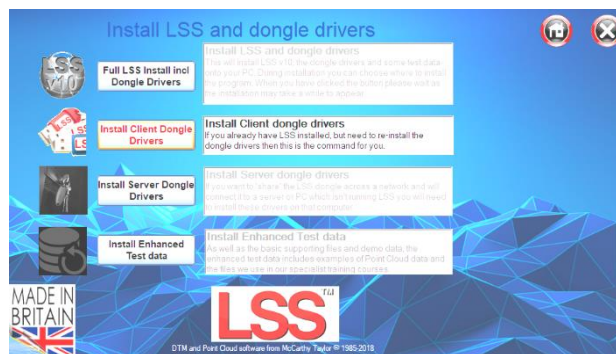 Install LSS and dongle drivers
LSS
v10
Full LSS Install incl
Dongle Drivers
Install LSS and dongle drivers
This will install LSS v10, the dongle drivers and some test data
onto your PC. During installation you can choose where to install
the program. When you have clicked the button please wait as
the installation may take a while to appear.
Install Client Dongle
Drivers
Install Client dongle drivers
If you already have LSS installed, but need to re-install the
dongle drivers then this is the command for you.
Install Server Dongle
Drivers
Install Server dongle drivers
If you want to 'share' the LSS dongle across a network and will
connect it to a server or PC which isn't running LSS you will need
to install these drivers on that computer.
Install Enhanced
Test data
Install Enhanced Test data
As well as the basic supporting files and demo data, the
enhanced test data includes examples of Point Cloud data and
the files we use in our specialist training courses.
MADE IN
BRITAIN
LSS™
DTM and Point Cloud software from McCarthy Taylor © 1985-2018